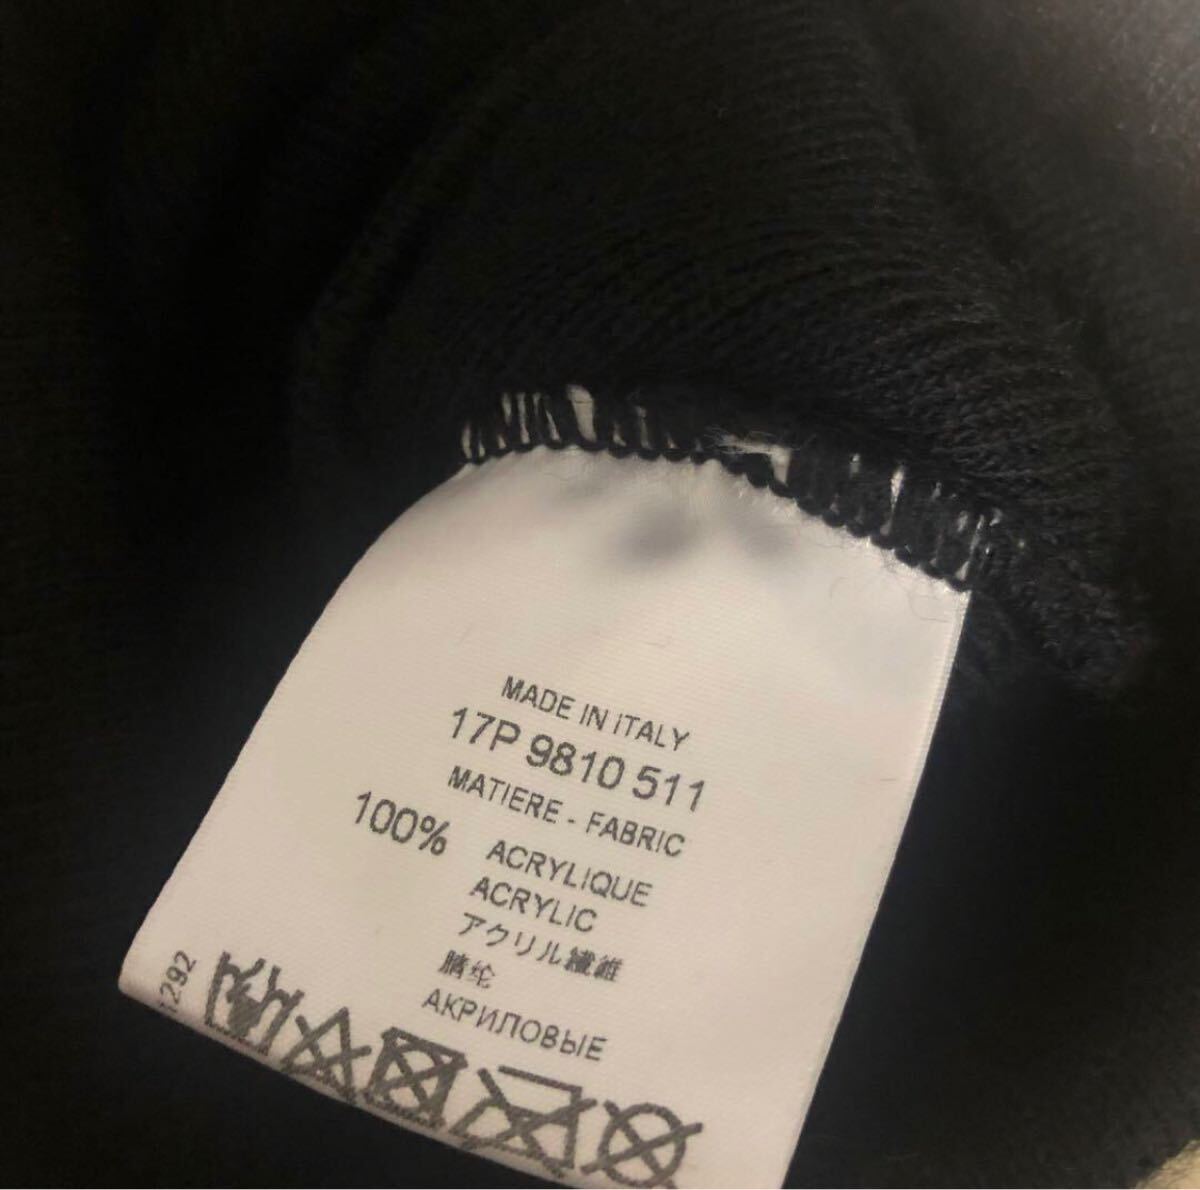 MADE IN ITALY
17P 9810 511
MATIERE - FABRIC
100% ACRYLIQUE
ACRYLIC
アクリル繊維
腈纶
АКРИЛОВЫЕ